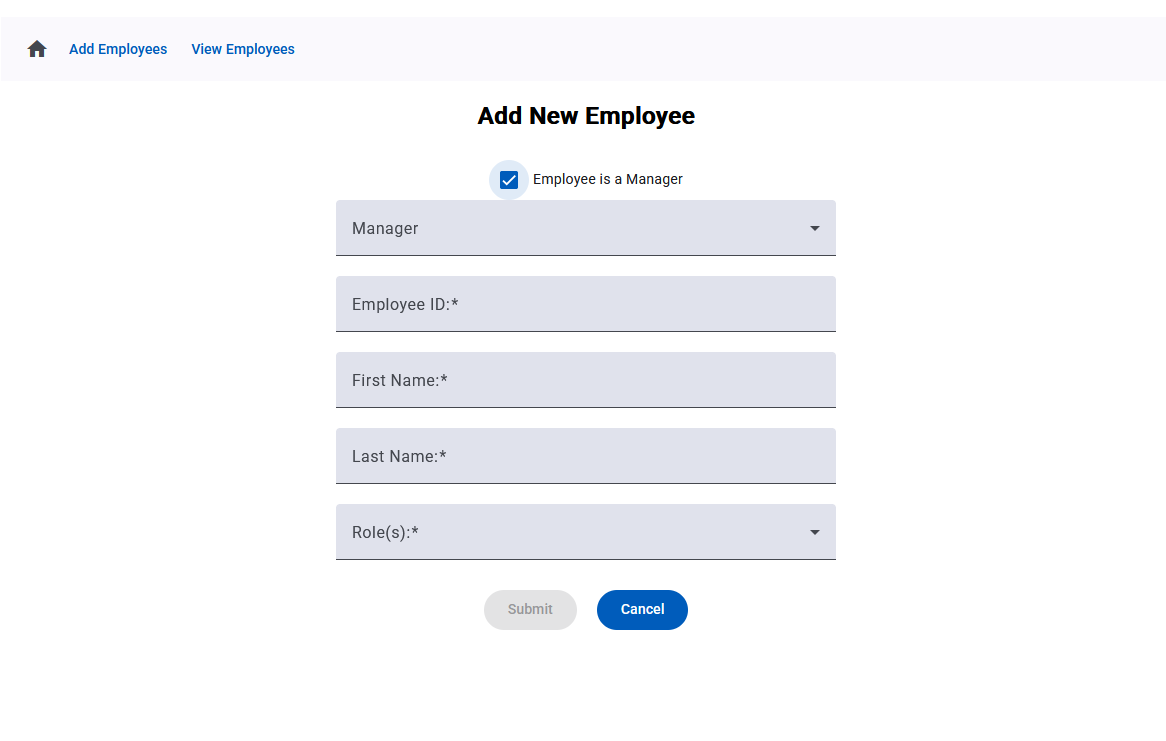 Add Employees View Employees
Add New Employee
Employee is a Manager
Manager
Employee ID:*
First Name:*
Last Name:*
Role(s):*
Submit Cancel